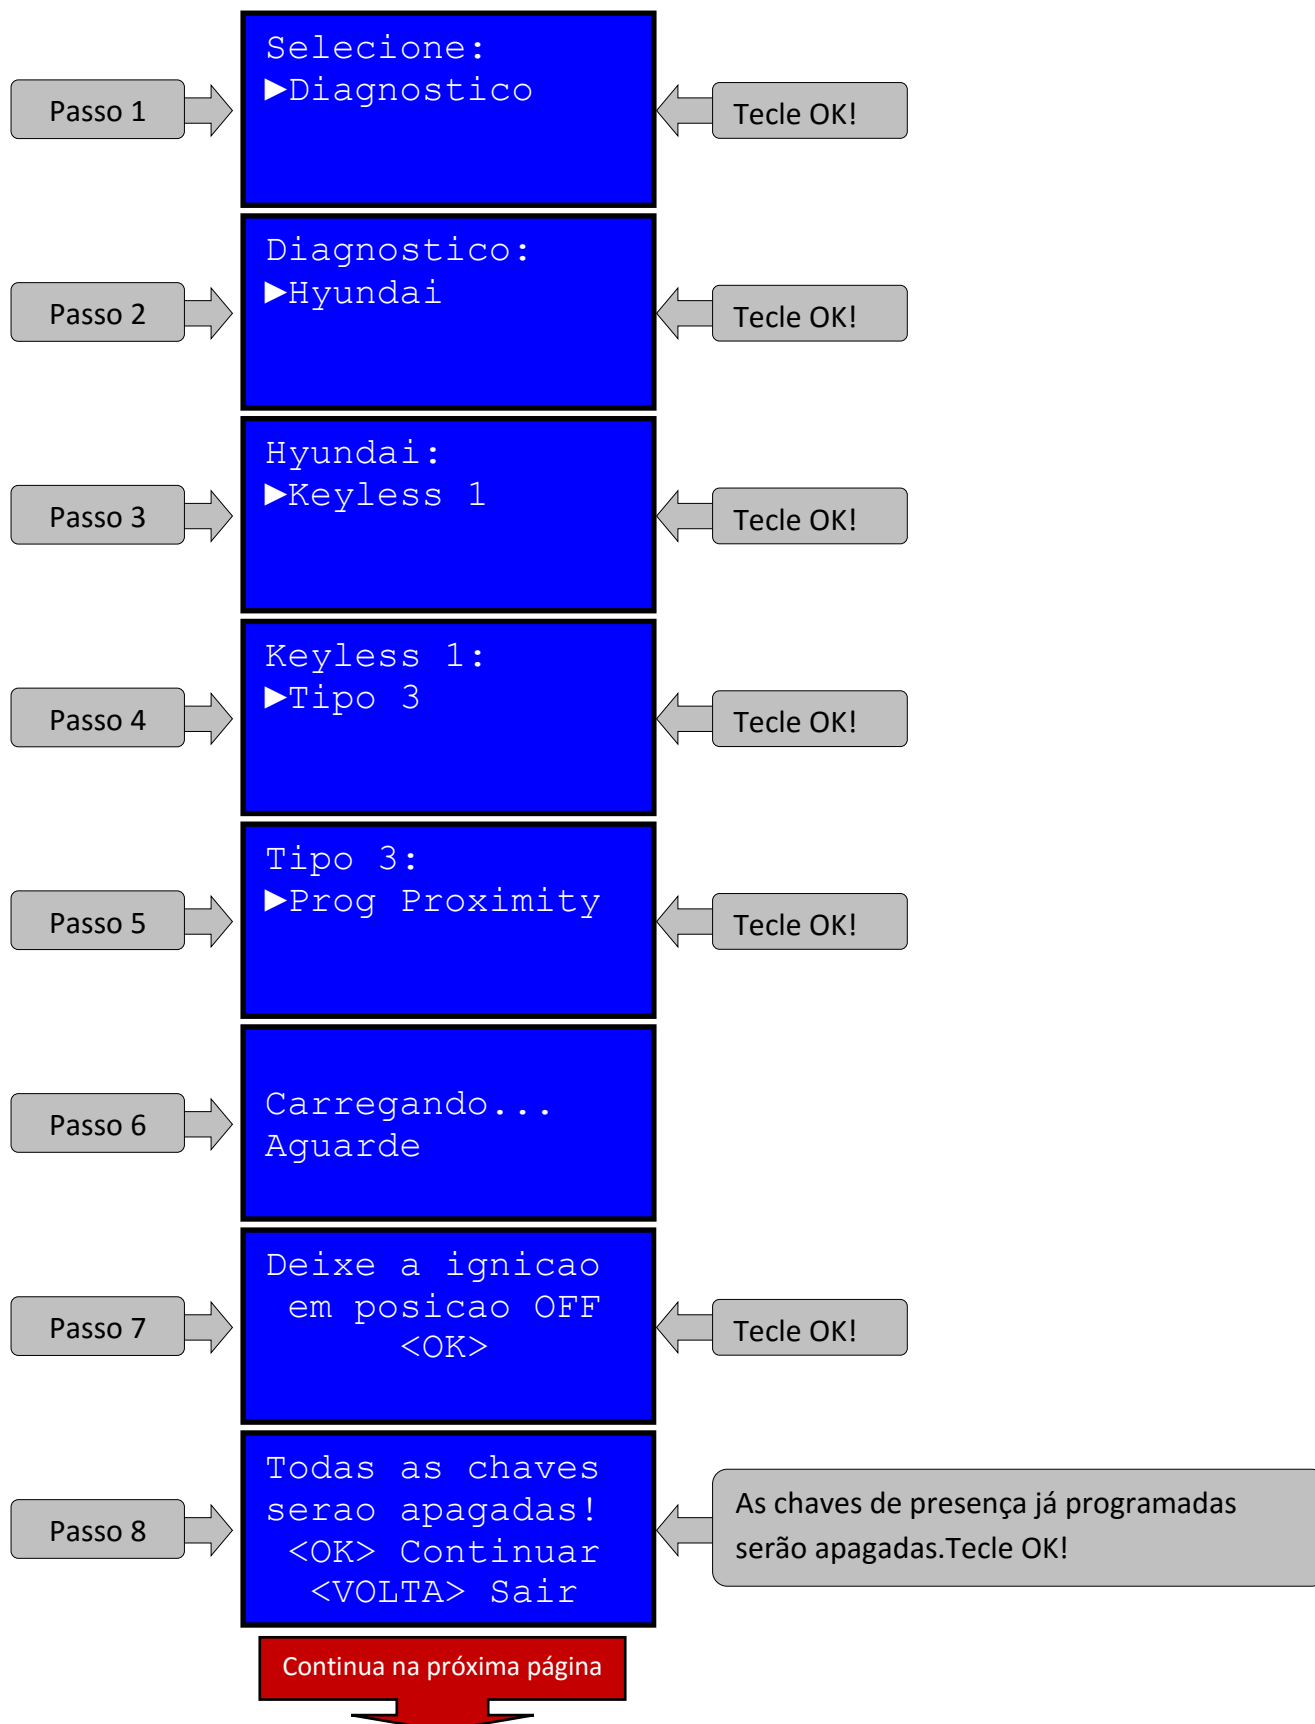 Selecione:
Passo 1
►Diagnostico
Tecle OK!
Diagnostico:
Passo 2
►Hyundai
Tecle OK!
Hyundai:
Passo 3
►Keyless 1
Tecle OK!
Keyless 1:
Passo 4
►Tipo 3
Tecle OK!
Tipo 3:
Passo 5
►Prog Proximity
Tecle OK!
Passo 6
Carregando...
Aguarde
Passo 7
Deixe a ignicao
em posicao OFF
<OK>
Tecle OK!
Passo 8
Todas as chaves
serao apagadas!
<OK> Continuar
<VOLTA> Sair
As chaves de presença já programadas
serão apagadas.Tecle OK!
Continua na próxima página